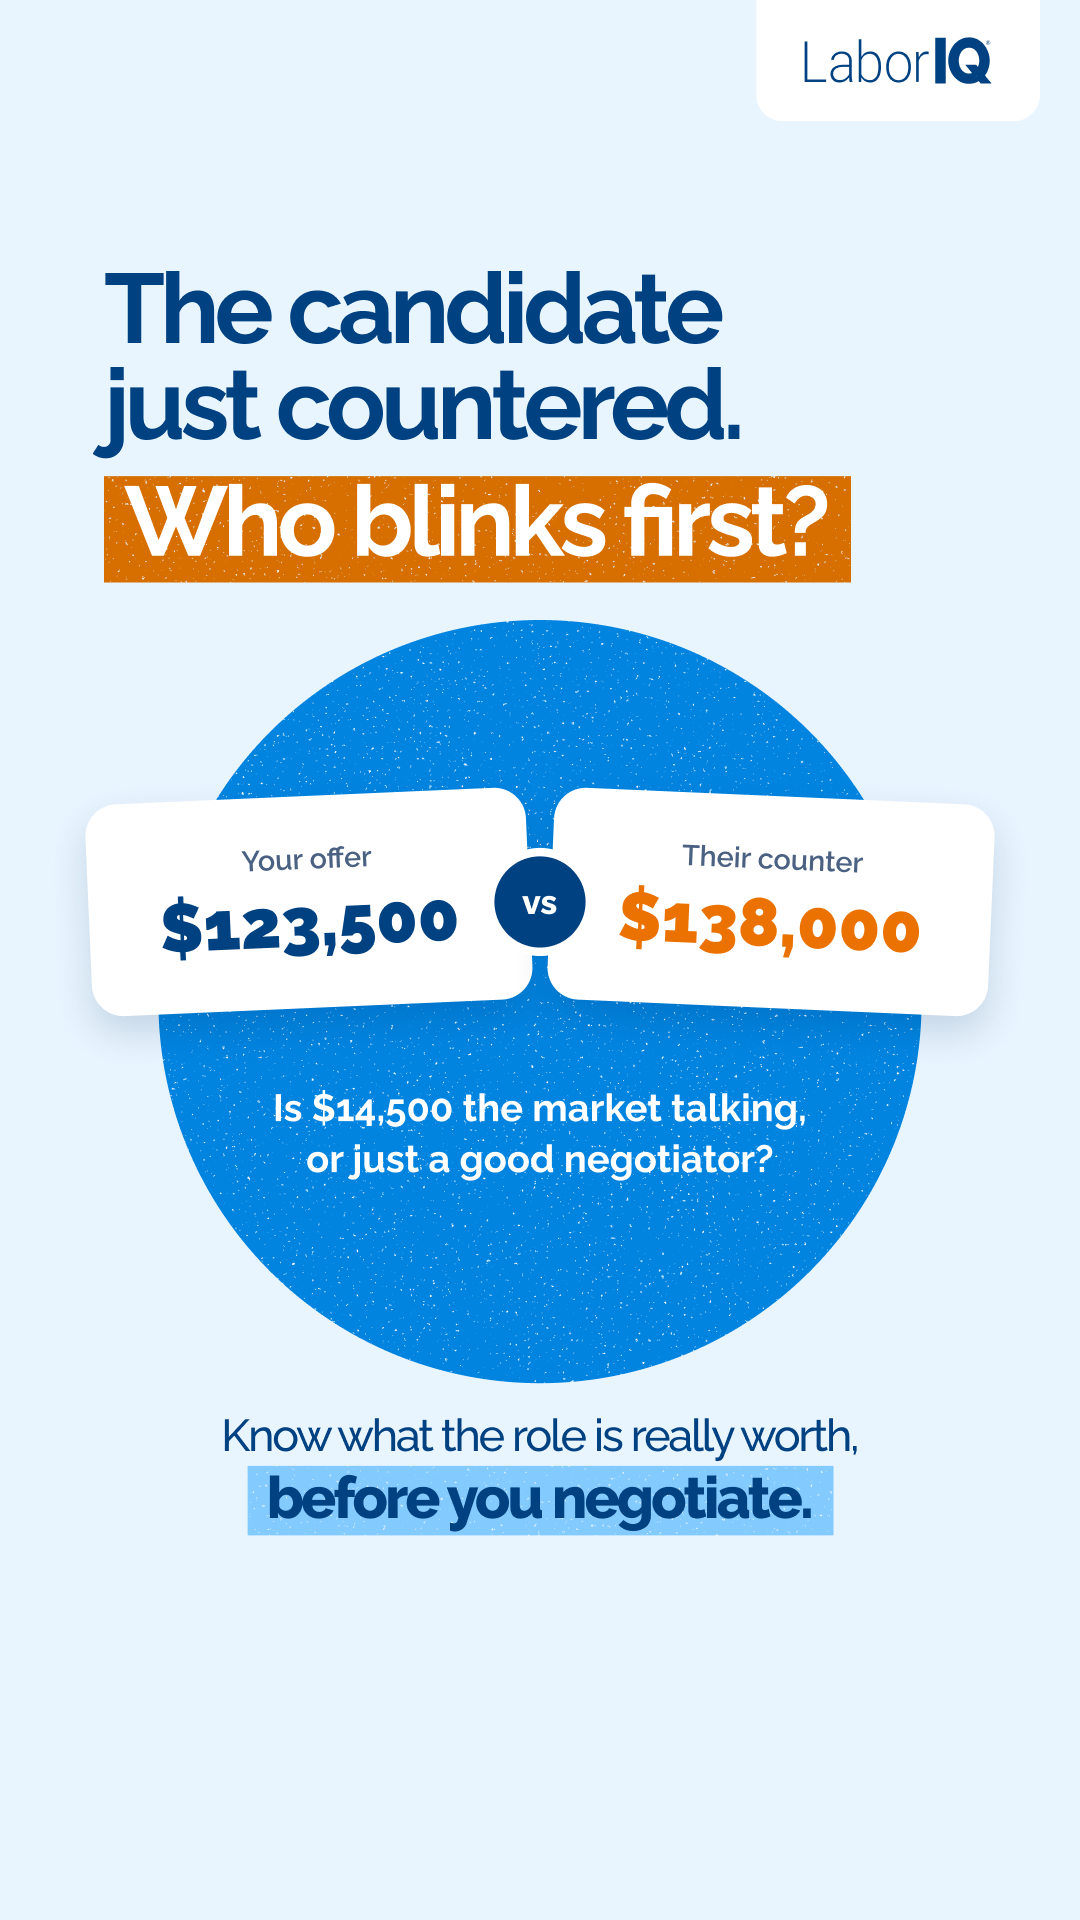 LaborIQ®
The candidate
just countered.
Who blinks first?
Your offer
$123,500
vs
Their counter
$138,000
Is $14,500 the market talking,
or just a good negotiator?
Know what the role is really worth,
before you negotiate.